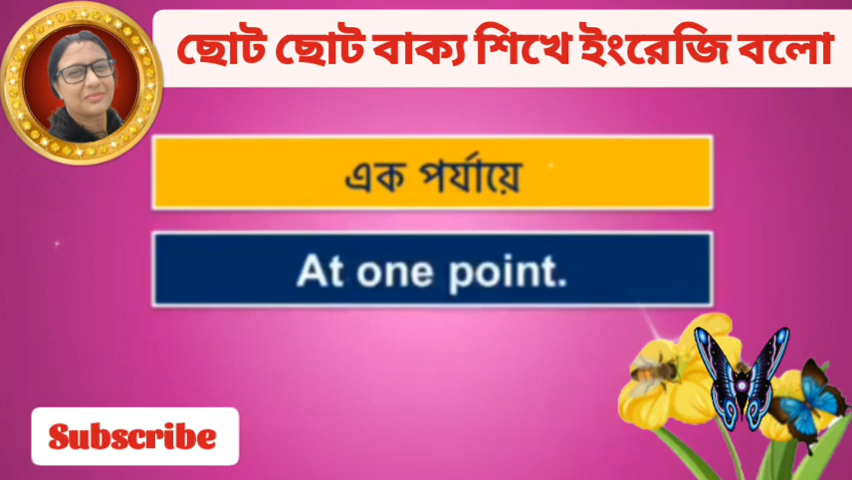 ছোট ছোট বাক্য শিখে ইংরেজি বলো
এক পর্যায়ে
At one point.
Subscribe